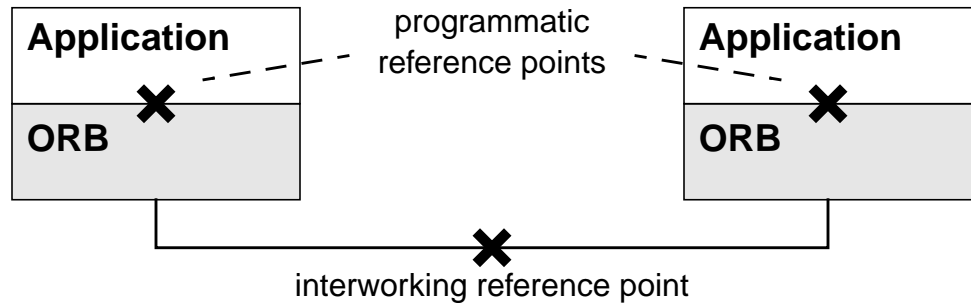 Application
ORB
programmatic
reference points
Application
ORB
interworking reference point